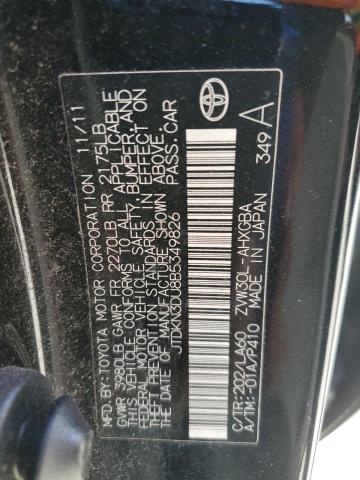 MFD. BY: TOYOTA MOTOR CORPORATION 11/11
GVWR 3980LB GAWR FR 2270LB RR 2175LB
THIS VEHICLE CONFORMS TO ALL APPLICABLE
FEDERAL MOTOR VEHICLE SAFETY, BUMPER, AND
THEFT PREVENTION STANDARDS IN EFFECT ON
THE DATE OF MANUFACTURE SHOWN ABOVE.
JTDKN3DU8B5349826 PASS. CAR
C/TR:202/LA60 ZVW30L-AHXGBA
A/TM:-01A/P410 MADE IN JAPAN 349 A